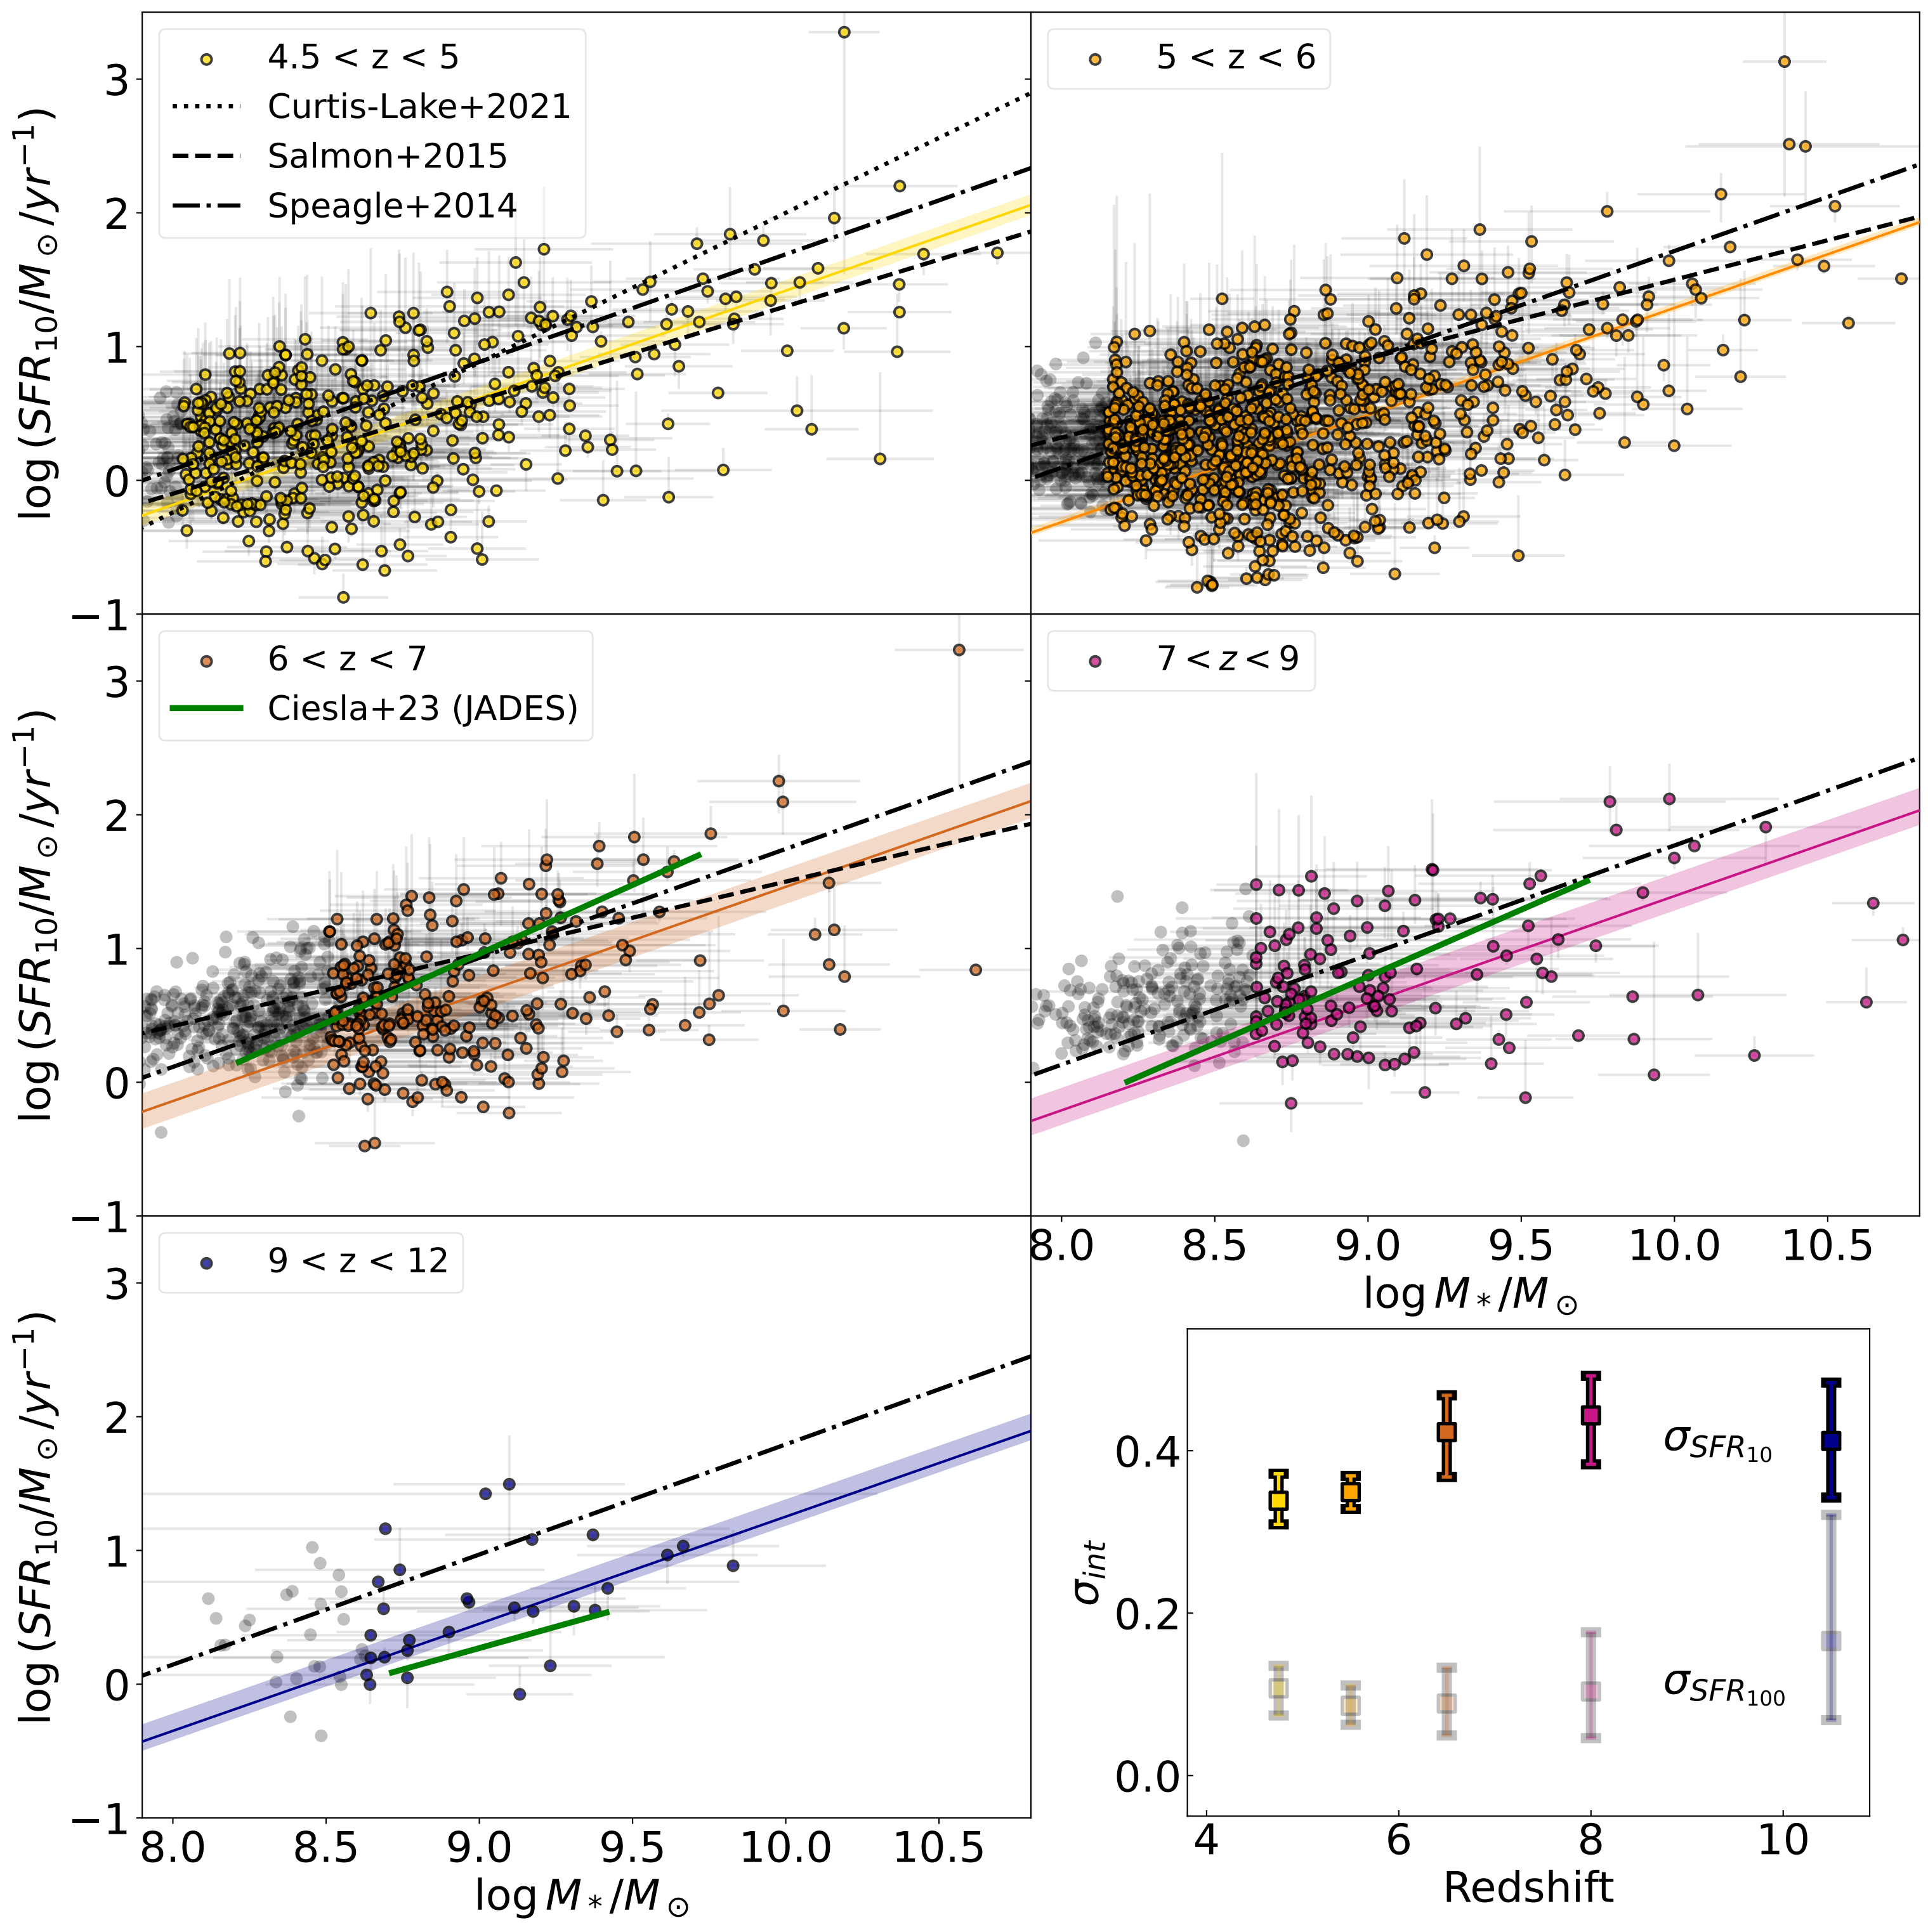 4.5 < z < 5
Curtis-Lake+2021
Salmon+2015
Speagle+2014
log (SFR₁₀/M⊙/yr⁻¹)
3
2
1
0
−1
5 < z < 6
6 < z < 7
Ciesla+23 (JADES)
log (SFR₁₀/M⊙/yr⁻¹)
3
2
1
0
−1
7 < z < 9
8.0 8.5 9.0 9.5 10.0 10.5
log M*/M⊙
9 < z < 12
log (SFR₁₀/M⊙/yr⁻¹)
3
2
1
0
−1
8.0 8.5 9.0 9.5 10.0 10.5
log M*/M⊙
σint
0.4
0.2
0.0
σSFR₁₀
σSFR₁₀₀
4 6 8 10
Redshift